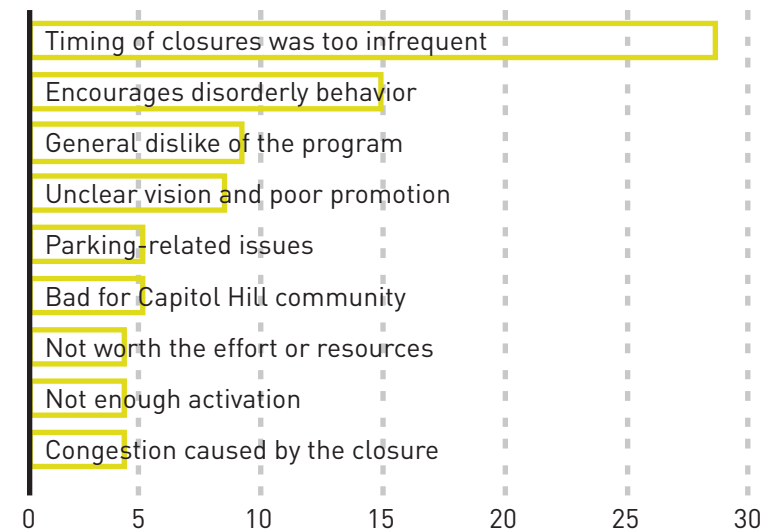 Timing of closures was too infrequent
Encourages disorderly behavior
General dislike of the program
Unclear vision and poor promotion
Parking-related issues
Bad for Capitol Hill community
Not worth the effort or resources
Not enough activation
Congestion caused by the closure
0 5 10 15 20 25 30